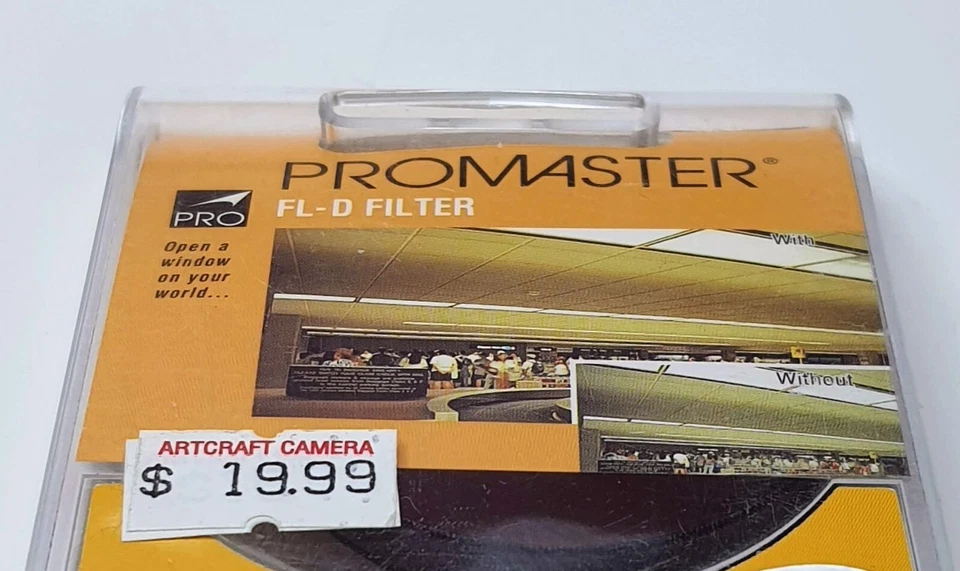 PROMASTER®
PRO
FL-D FILTER
Open a
window
on your
world...
With
Without
ARTCRAFT CAMERA
$ 19.99